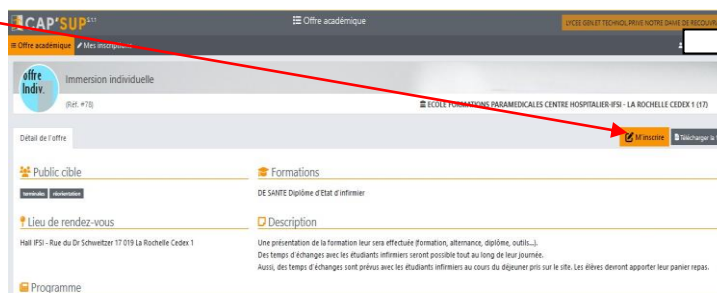 CAP'SUP
Offre académique
LYCEE GEN.ET TECHNOL.PRIVE NOTRE DAME DE RECOUVR
Offre académique Mes inscriptions
offre Indiv.
Immersion individuelle
(Réf. #78)
ECOLE FORMATIONS PARAMEDICALES CENTRE HOSPITALIER-IFSI - LA ROCHELLE CEDEX 1 (17)
Détail de l'offre
M'inscrire
Télécharger la
Public cible
terminales réorientation
Formations
DE SANTE Diplôme d'Etat d'infirmier
Lieu de rendez-vous
Hall IFSI - Rue du Dr Schweitzer 17 019 La Rochelle Cedex 1
Description
Une présentation de la formation leur sera effectuée (formation, alternance, diplôme, outils...).
Des temps d'échanges avec les étudiants infirmiers seront possible tout au long de leur journée.
Aussi, des temps d'échanges sont prévus avec les étudiants infirmiers au cours du déjeuner pris sur le site. Les élèves devront apporter leur panier repas.
Programme